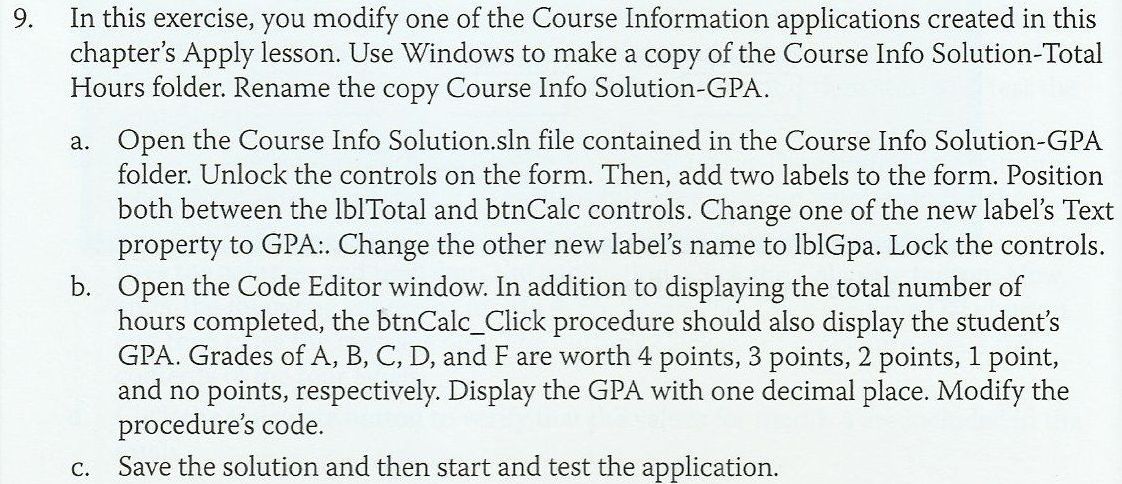 9. In this exercise, you modify one of the Course Information applications created in this
chapter's Apply lesson. Use Windows to make a copy of the Course Info Solution-Total
Hours folder. Rename the copy Course Info Solution-GPA.
a. Open the Course Info Solution.sln file contained in the Course Info Solution-GPA
folder. Unlock the controls on the form. Then, add two labels to the form. Position
both between the lblTotal and btnCalc controls. Change one of the new label's Text
property to GPA:. Change the other new label's name to lblGpa. Lock the controls.
b. Open the Code Editor window. In addition to displaying the total number of
hours completed, the btnCalc_Click procedure should also display the student's
GPA. Grades of A, B, C, D, and F are worth 4 points, 3 points, 2 points, 1 point,
and no points, respectively. Display the GPA with one decimal place. Modify the
procedure's code.
c. Save the solution and then start and test the application.